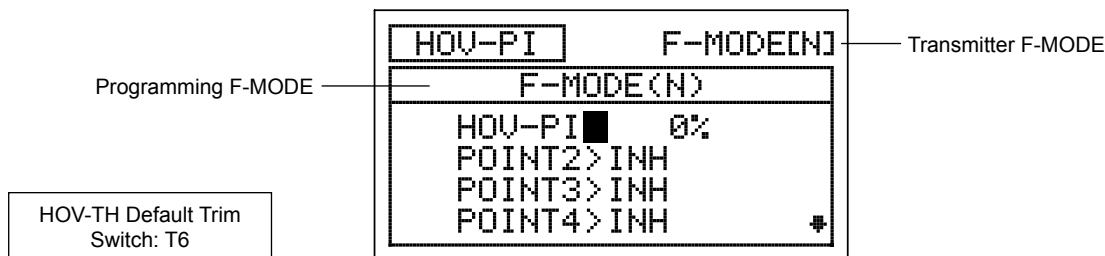 HOV-PI F-MODE[N]
Transmitter F-MODE
Programming F-MODE
F-MODE(N)
HOV-PI 0%
POINT2>INH
POINT3>INH
POINT4>INH
HOV-TH Default Trim
Switch: T6